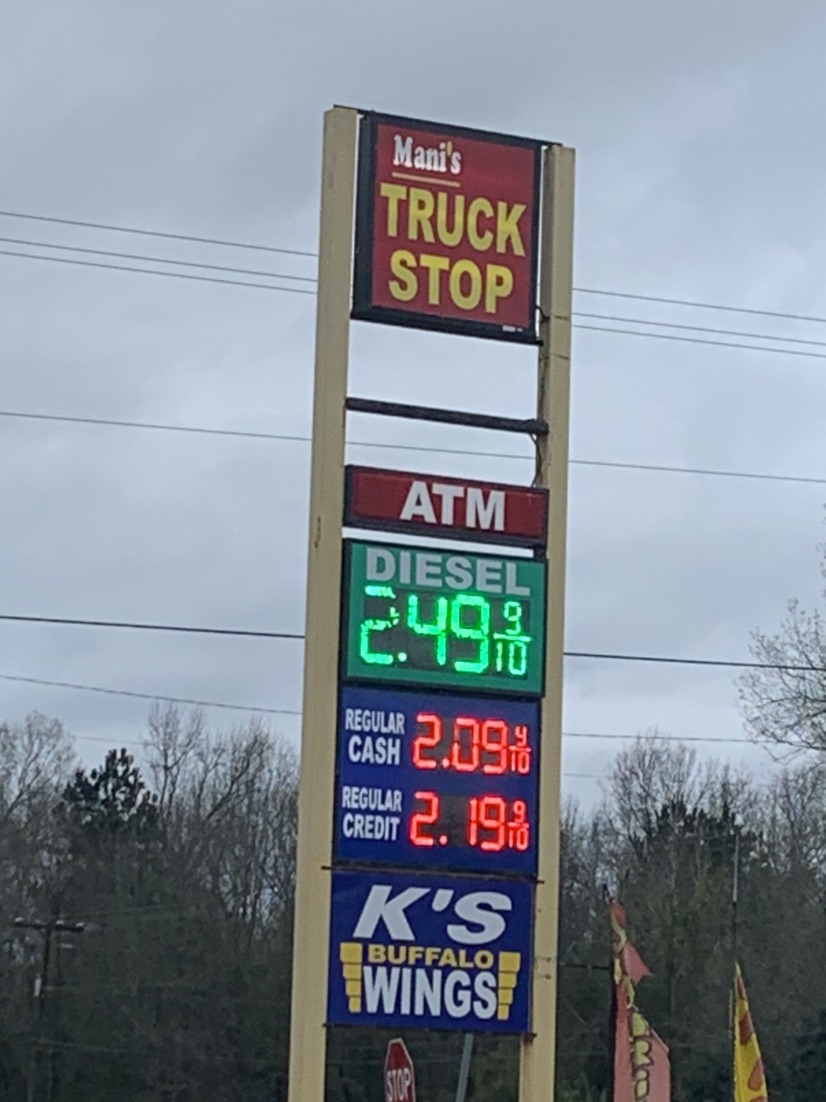 Mani's
TRUCK
STOP
ATM
DIESEL
2.49 9/10
REGULAR
CASH
2.09 9/10
REGULAR
CREDIT
2.19 9/10
K'S
BUFFALO
WINGS
STOP